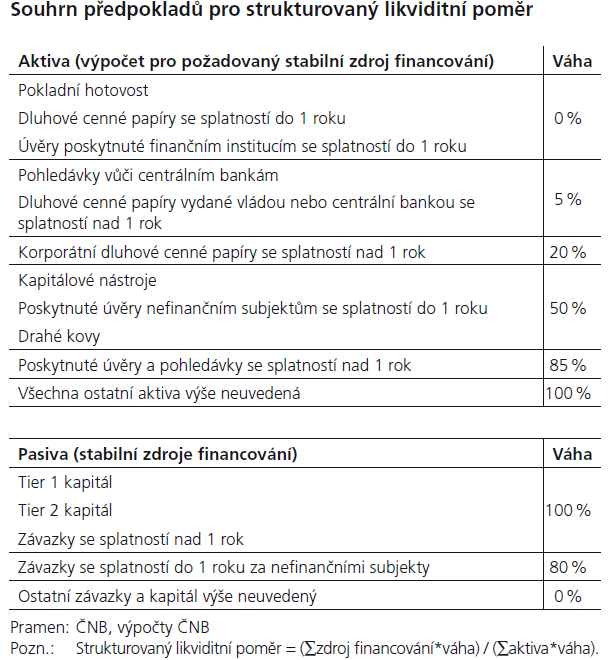 Souhrn předpokladů pro strukturovaný likviditní poměr
Aktiva (výpočet pro požadovaný stabilní zdroj financování) Váha
Pokladní hotovost
Dluhové cenné papíry se splatností do 1 roku 0 %
Úvěry poskytnuté finančním institucím se splatností do 1 roku
Pohledávky vůči centrálním bankám
Dluhové cenné papíry vydané vládou nebo centrální bankou se 5 %
splatností nad 1 rok
Korporátní dluhové cenné papíry se splatností nad 1 rok 20 %
Kapitálové nástroje
Poskytnuté úvěry nefinančním subjektům se splatností do 1 roku 50 %
Drahé kovy
Poskytnuté úvěry a pohledávky se splatností nad 1 rok 85 %
Všechna ostatní aktiva výše neuvedená 100 %
Pasiva (stabilní zdroje financování) Váha
Tier 1 kapitál
Tier 2 kapitál 100 %
Závazky se splatností nad 1 rok
Závazky se splatností do 1 roku za nefinančními subjekty 80 %
Ostatní závazky a kapitál výše neuvedený 0 %
Pramen: ČNB, výpočty ČNB
Pozn.: Strukturovaný likviditní poměr = (∑zdroj financování*váha) / (∑aktiva*váha).